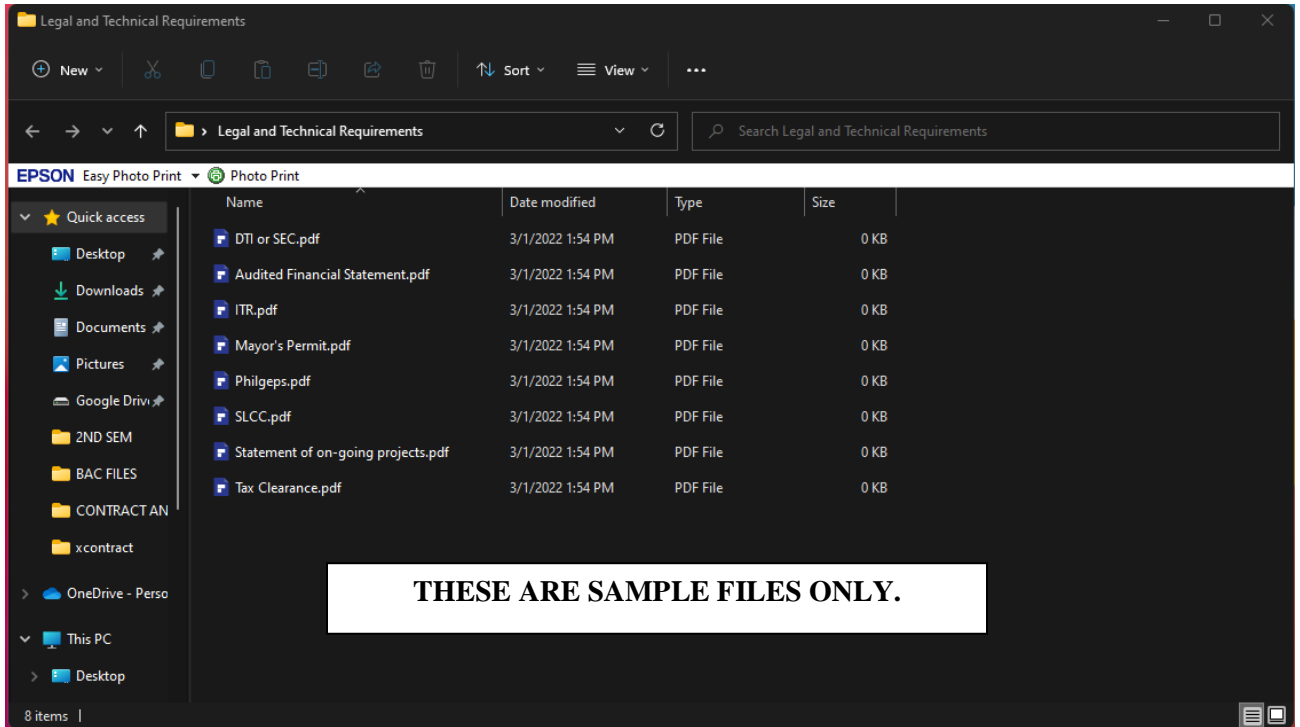 Legal and Technical Requirements
New Sort View
Legal and Technical Requirements Search Legal and Technical Requirements
EPSON Easy Photo Print Photo Print
Name Date modified Type Size
Quick access
Desktop
Downloads
Documents
Pictures
Google Driv
2ND SEM
BAC FILES
CONTRACT AN
xcontract
OneDrive - Perso
This PC
Desktop
DTI or SEC.pdf 3/1/2022 1:54 PM PDF File 0 KB
Audited Financial Statement.pdf 3/1/2022 1:54 PM PDF File 0 KB
ITR.pdf 3/1/2022 1:54 PM PDF File 0 KB
Mayor's Permit.pdf 3/1/2022 1:54 PM PDF File 0 KB
Philgeps.pdf 3/1/2022 1:54 PM PDF File 0 KB
SLCC.pdf 3/1/2022 1:54 PM PDF File 0 KB
Statement of on-going projects.pdf 3/1/2022 1:54 PM PDF File 0 KB
Tax Clearance.pdf 3/1/2022 1:54 PM PDF File 0 KB
THESE ARE SAMPLE FILES ONLY.
8 items